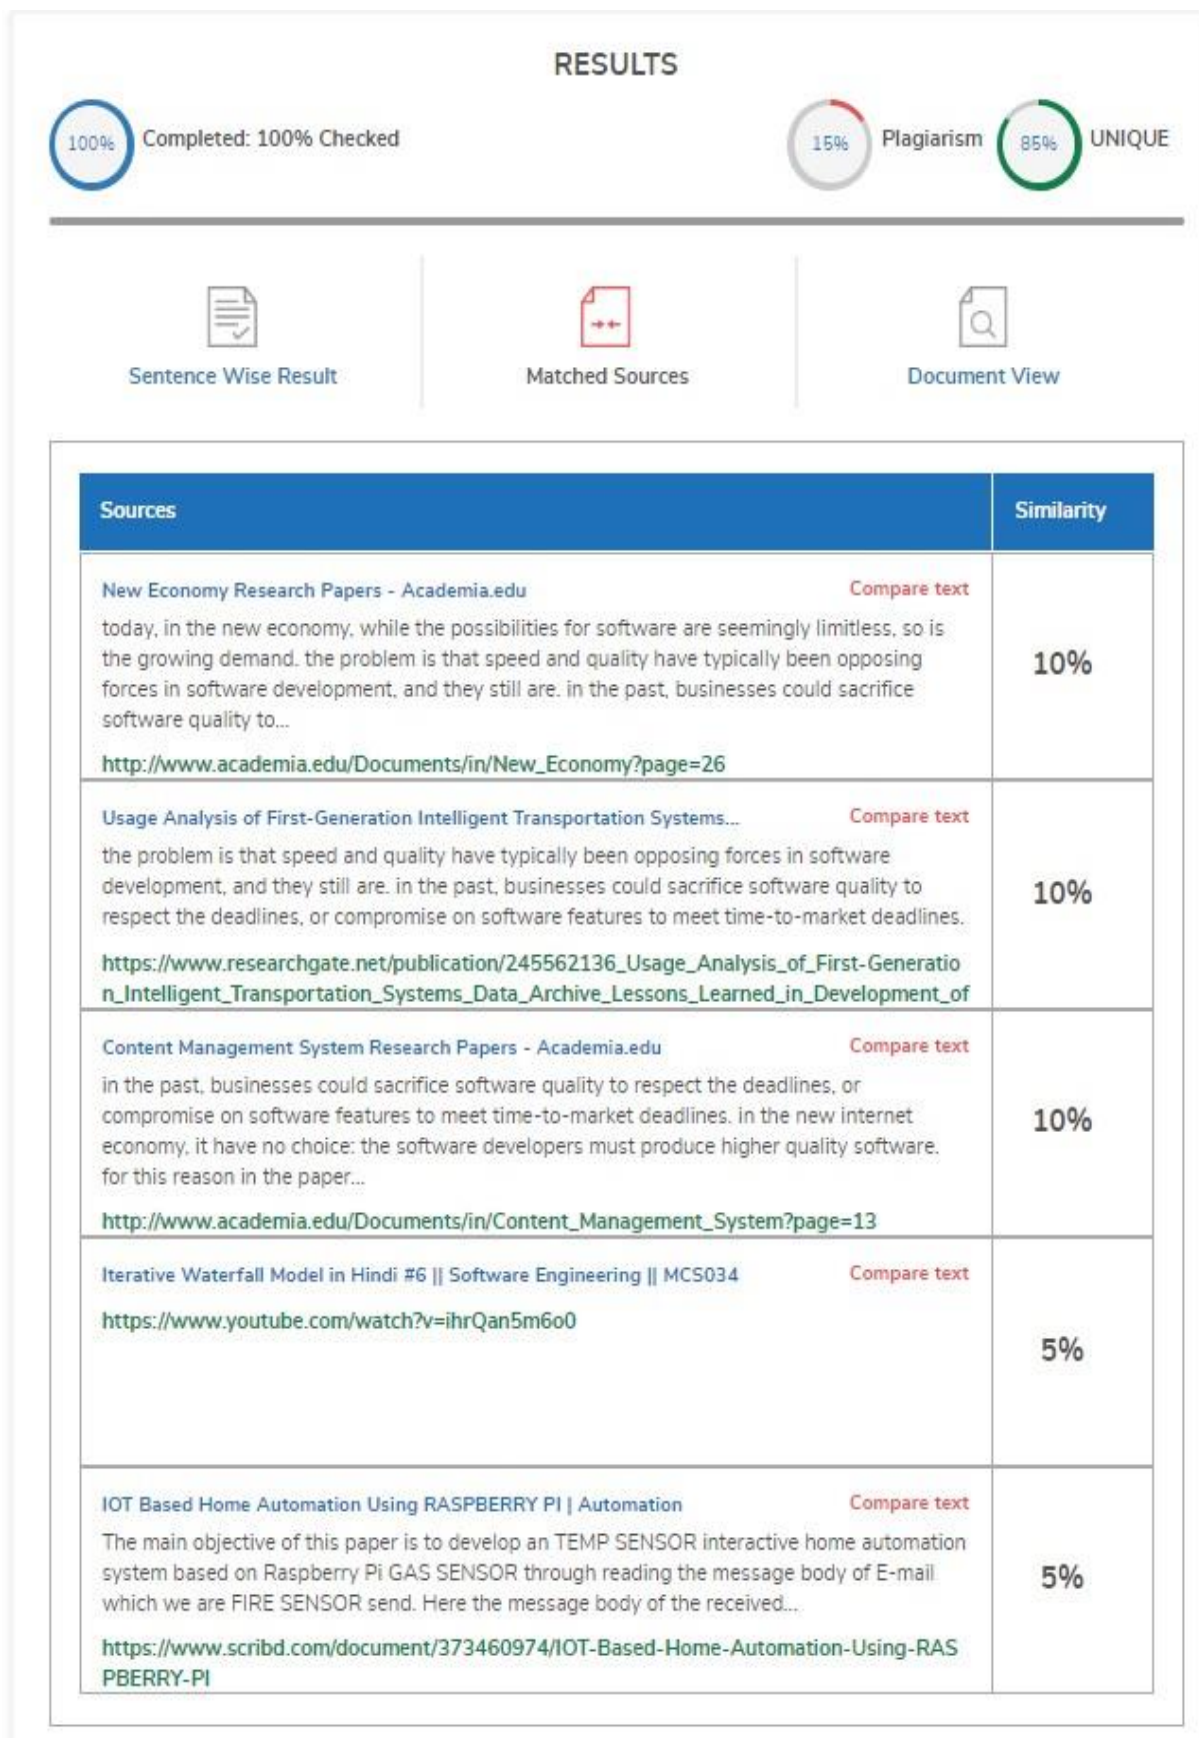 RESULTS
100% Completed: 100% Checked 15% Plagiarism 85% UNIQUE
Sentence Wise Result Matched Sources Document View
Sources Similarity
New Economy Research Papers - Academia.edu Compare text
today, in the new economy, while the possibilities for software are seemingly limitless, so is
the growing demand. the problem is that speed and quality have typically been opposing
forces in software development, and they still are. in the past, businesses could sacrifice
software quality to...
http://www.academia.edu/Documents/in/New_Economy?page=26
10%
Usage Analysis of First-Generation Intelligent Transportation Systems... Compare text
the problem is that speed and quality have typically been opposing forces in software
development, and they still are. in the past, businesses could sacrifice software quality to
respect the deadlines, or compromise on software features to meet time-to-market deadlines.
https://www.researchgate.net/publication/245562136_Usage_Analysis_of_First-Generatio
n_Intelligent_Transportation_Systems_Data_Archive_Lessons_Learned_in_Development_of
10%
Content Management System Research Papers - Academia.edu Compare text
in the past, businesses could sacrifice software quality to respect the deadlines, or
compromise on software features to meet time-to-market deadlines. in the new internet
economy, it have no choice: the software developers must produce higher quality software.
for this reason in the paper...
http://www.academia.edu/Documents/in/Content_Management_System?page=13
10%
Iterative Waterfall Model in Hindi #6 || Software Engineering || MCS034 Compare text
https://www.youtube.com/watch?v=ihrQan5m6o0
5%
IOT Based Home Automation Using RASPBERRY PI | Automation Compare text
The main objective of this paper is to develop an TEMP SENSOR interactive home automation
system based on Raspberry Pi GAS SENSOR through reading the message body of E-mail
which we are FIRE SENSOR send. Here the message body of the received...
https://www.scribd.com/document/373460974/IOT-Based-Home-Automation-Using-RAS
PBERRY-PI
5%